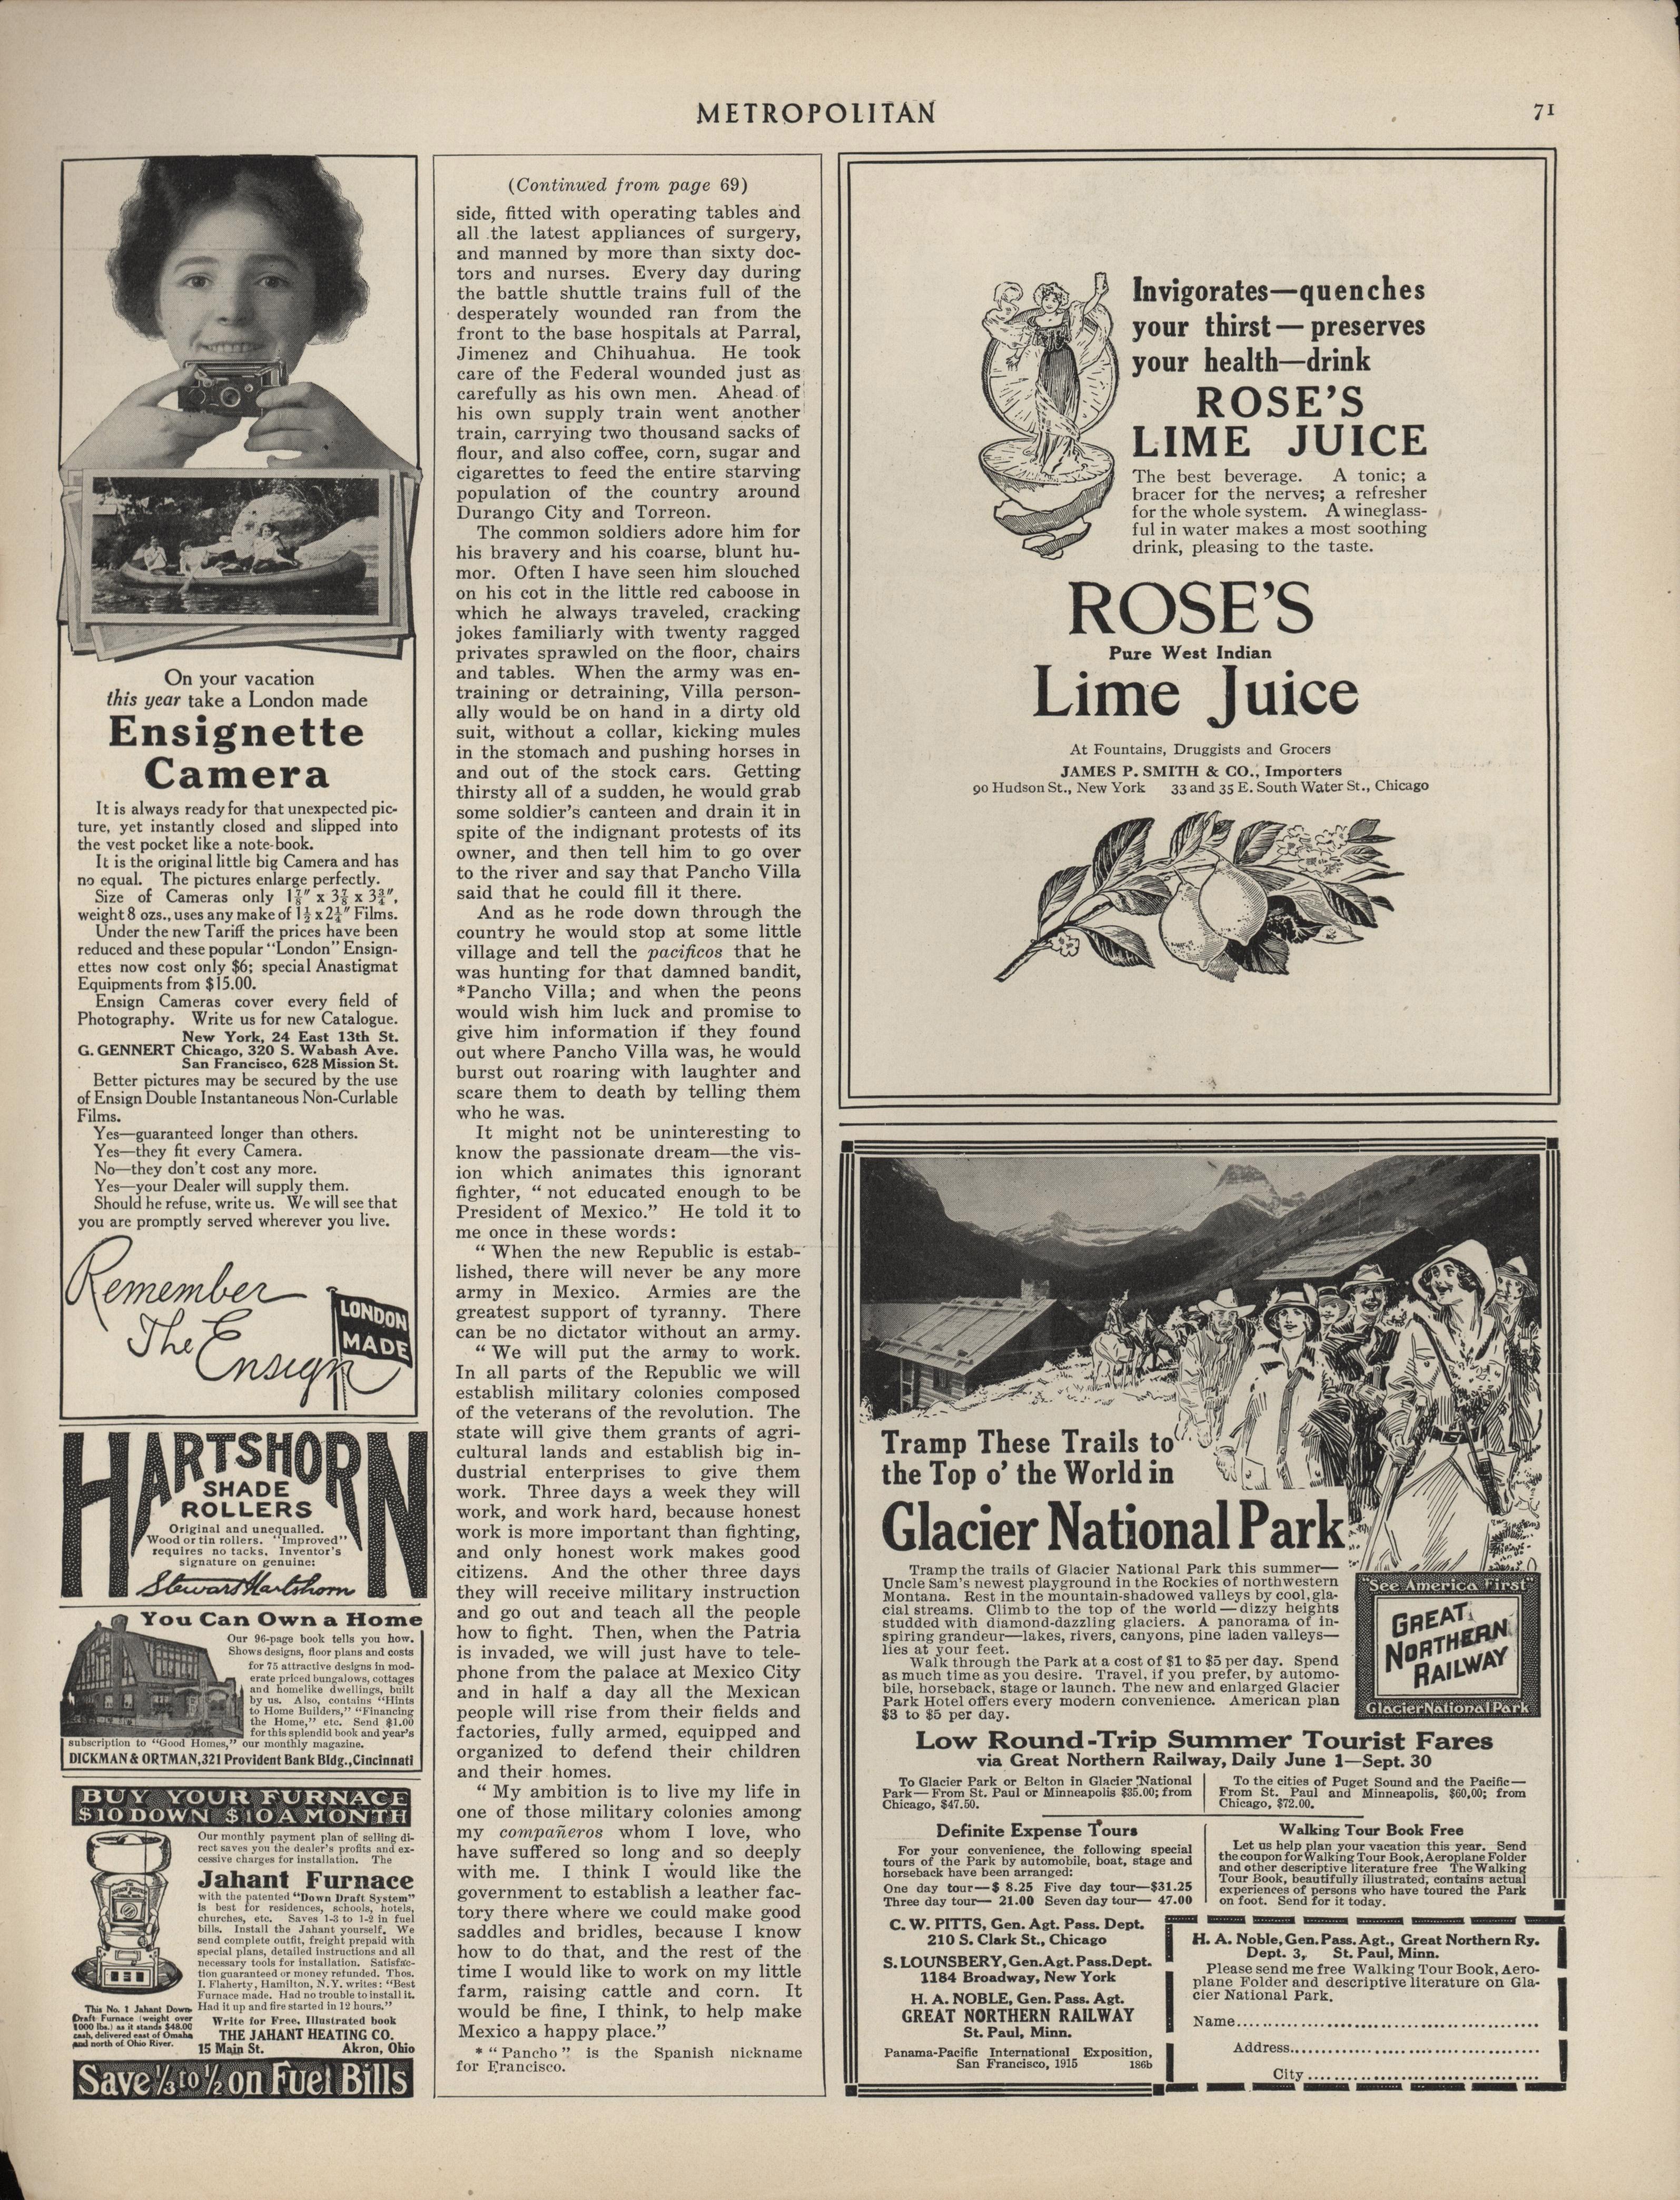 METROPOLITAN
71
On your vacation
this year take a London made
Ensignette
Camera
It is always ready for that unexpected pic-
ture, yet instantly closed and slipped into
the vest pocket like a note-book.
It is the original little big Camera and has
no equal. The pictures enlarge perfectly.
Size of Cameras only 1⅞" x 3⅞ x 3¾",
weight 8 ozs., uses any make of 1½ x 2¼" Films.
Under the new Tariff the prices have been
reduced and these popular "London" Ensign-
ettes now cost only $6; special Anastigmat
Equipments from $15.00.
Ensign Cameras cover every field of
Photography. Write us for new Catalogue.
New York, 24 East 13th St.
G. GENNERT Chicago, 320 S. Wabash Ave.
San Francisco, 628 Mission St.
Better pictures may be secured by the use
of Ensign Double Instantaneous Non-Curlable
Films.
Yes—guaranteed longer than others.
Yes—they fit every Camera.
No—they don't cost any more.
Yes—your Dealer will supply them.
Should he refuse, write us. We will see that
you are promptly served wherever you live.
Remember
The Ensign
LONDON
MADE
HARTSHORN
SHADE
ROLLERS
Original and unequalled.
Wood or tin rollers. "Improved"
requires no tacks. Inventor's
signature on genuine:
Stewart Hartshorn
You Can Own a Home
Our 96-page book tells you how.
Shows designs, floor plans and costs
for 75 attractive designs in mod-
erate priced bungalows, cottages
and homelike dwellings, built
by us. Also, contains "Hints
to Home Builders," "Financing
the Home," etc. Send $1.00
for this splendid book and year's
subscription to "Good Homes," our monthly magazine.
DICKMAN & ORTMAN, 321 Provident Bank Bldg., Cincinnati
BUY YOUR FURNACE
$10 DOWN $10 A MONTH
Our monthly payment plan of selling di-
rect saves you the dealer's profits and ex-
cessive charges for installation. The
Jahant Furnace
with the patented "Down Draft System"
is best for residences, schools, hotels,
churches, etc. Saves 1-3 to 1-2 in fuel
bills. Install the Jahant yourself. We
send complete outfit, freight prepaid with
special plans, detailed instructions and all
necessary tools for installation. Satisfac-
tion guaranteed or money refunded. Thos.
I. Flaherty, Hamilton, N.Y. writes: "Best
Furnace made. Had no trouble to install it.
Had it up and fire started in 12 hours."
This No. 1 Jahant Down-
Draft Furnace (weight over
1000 lbs.) as it stands $48.00
cash, delivered east of Omaha
and north of Ohio River.
Write for Free, Illustrated book
THE JAHANT HEATING CO.
15 Main St. Akron, Ohio
Save ⅓ to ½ on Fuel Bills
(Continued from page 69)
side, fitted with operating tables and
all the latest appliances of surgery,
and manned by more than sixty doc-
tors and nurses. Every day during
the battle shuttle trains full of the
desperately wounded ran from the
front to the base hospitals at Parral,
Jimenez and Chihuahua. He took
care of the Federal wounded just as
carefully as his own men. Ahead of
his own supply train went another
train, carrying two thousand sacks of
flour, and also coffee, corn, sugar and
cigarettes to feed the entire starving
population of the country around
Durango City and Torreon.
The common soldiers adore him for
his bravery and his coarse, blunt hu-
mor. Often I have seen him slouched
on his cot in the little red caboose in
which he always traveled, cracking
jokes familiarly with twenty ragged
privates sprawled on the floor, chairs
and tables. When the army was en-
training or detraining, Villa person-
ally would be on hand in a dirty old
suit, without a collar, kicking mules
in the stomach and pushing horses in
and out of the stock cars. Getting
thirsty all of a sudden, he would grab
some soldier's canteen and drain it in
spite of the indignant protests of its
owner, and then tell him to go over
to the river and say that Pancho Villa
said that he could fill it there.
And as he rode down through the
country he would stop at some little
village and tell the pacificos that he
was hunting for that damned bandit,
*Pancho Villa; and when the peons
would wish him luck and promise to
give him information if they found
out where Pancho Villa was, he would
burst out roaring with laughter and
scare them to death by telling them
who he was.
It might not be uninteresting to
know the passionate dream—the vis-
ion which animates this ignorant
fighter, "not educated enough to be
President of Mexico." He told it to
me once in these words:
"When the new Republic is estab-
lished, there will never be any more
army in Mexico. Armies are the
greatest support of tyranny. There
can be no dictator without an army.
"We will put the army to work.
In all parts of the Republic we will
establish military colonies composed
of the veterans of the revolution. The
state will give them grants of agri-
cultural lands and establish big in-
dustrial enterprises to give them
work. Three days a week they will
work, and work hard, because honest
work is more important than fighting,
and only honest work makes good
citizens. And the other three days
they will receive military instruction
and go out and teach all the people
how to fight. Then, when the Patria
is invaded, we will just have to tele-
phone from the palace at Mexico City
and in half a day all the Mexican
people will rise from their fields and
factories, fully armed, equipped and
organized to defend their children
and their homes.
"My ambition is to live my life in
one of those military colonies among
my compañeros whom I love, who
have suffered so long and so deeply
with me. I think I would like the
government to establish a leather fac-
tory there where we could make good
saddles and bridles, because I know
how to do that, and the rest of the
time I would like to work on my little
farm, raising cattle and corn. It
would be fine, I think, to help make
Mexico a happy place."
* "Pancho" is the Spanish nickname
for Francisco.
Invigorates—quenches
your thirst—preserves
your health—drink
ROSE'S
LIME JUICE
The best beverage. A tonic; a
bracer for the nerves; a refresher
for the whole system. A wineglass-
ful in water makes a most soothing
drink, pleasing to the taste.
ROSE'S
Pure West Indian
Lime Juice
At Fountains, Druggists and Grocers
JAMES P. SMITH & CO., Importers
90 Hudson St., New York 33 and 35 E. South Water St., Chicago
Tramp These Trails to
the Top o' the World in
Glacier National Park
Tramp the trails of Glacier National Park this summer—
Uncle Sam's newest playground in the Rockies of northwestern
Montana. Rest in the mountain-shadowed valleys by cool, gla-
cial streams. Climb to the top of the world—dizzy heights
studded with diamond-dazzling glaciers. A panorama of in-
spiring grandeur—lakes, rivers, canyons, pine laden valleys—
lies at your feet.
Walk through the Park at a cost of $1 to $5 per day. Spend
as much time as you desire. Travel, if you prefer, by automo-
bile, horseback, stage or launch. The new and enlarged Glacier
Park Hotel offers every modern convenience. American plan
$3 to $5 per day.
"See America First"
GREAT
NORTHERN
RAILWAY
Glacier National Park
Low Round-Trip Summer Tourist Fares
via Great Northern Railway, Daily June 1—Sept. 30
To Glacier Park or Belton in Glacier National
Park—From St. Paul or Minneapolis $35.00; from
Chicago, $47.50.
To the cities of Puget Sound and the Pacific—
From St. Paul and Minneapolis, $60,00; from
Chicago, $72.00.
Definite Expense Tours
For your convenience, the following special
tours of the Park by automobile, boat, stage and
horseback have been arranged:
One day tour—$ 8.25 Five day tour—$31.25
Three day tour— 21.00 Seven day tour— 47.00
Walking Tour Book Free
Let us help plan your vacation this year. Send
the coupon for Walking Tour Book, Aeroplane Folder
and other descriptive literature free The Walking
Tour Book, beautifully illustrated, contains actual
experiences of persons who have toured the Park
on foot. Send for it today.
C. W. PITTS, Gen. Agt. Pass. Dept.
210 S. Clark St., Chicago
S. LOUNSBERY, Gen. Agt. Pass. Dept.
1184 Broadway, New York
H. A. NOBLE, Gen. Pass. Agt.
GREAT NORTHERN RAILWAY
St. Paul, Minn.
Panama-Pacific International Exposition,
San Francisco, 1915 186b
H. A. Noble, Gen. Pass. Agt., Great Northern Ry.
Dept. 3, St. Paul, Minn.
Please send me free Walking Tour Book, Aero-
plane Folder and descriptive literature on Gla-
cier National Park.
Name
Address
City